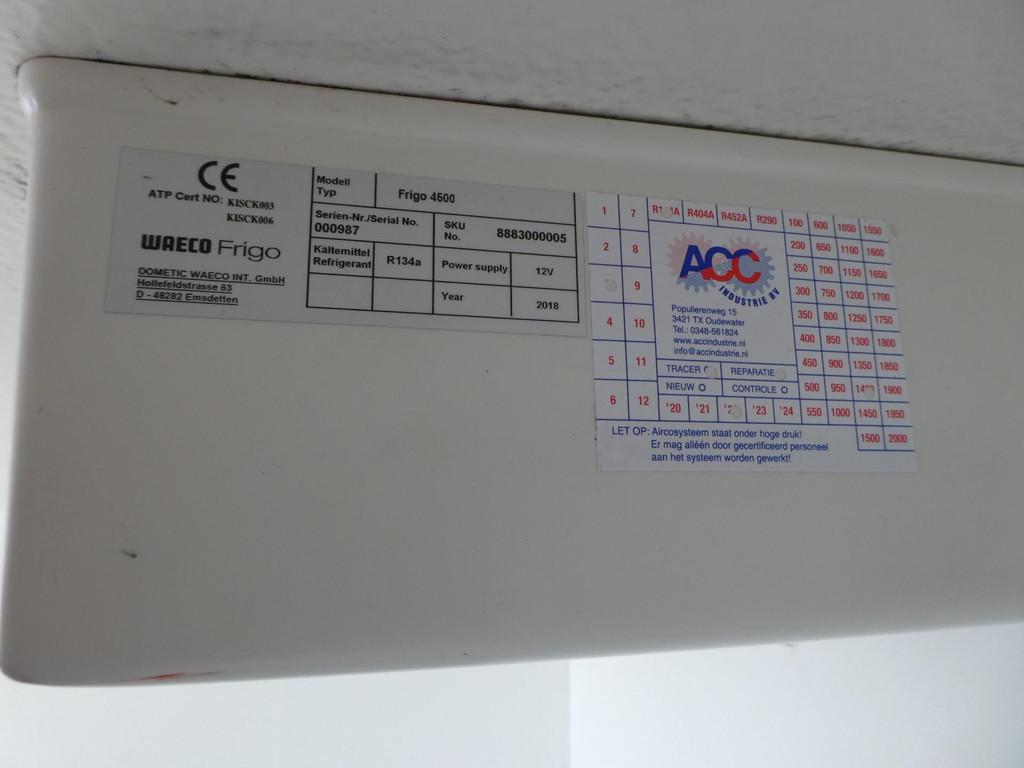 CE
ATP Cert NO: KISCK003
KISCK006
WAECO Frigo
DOMETIC WAECO INT. GmbH
Hollefeldstrasse 63
D - 48282 Emsdetten
Modell
Typ
Frigo 4500
Serien-Nr./Serial No.
000987
SKU
No.
8883000005
Kältemittel
Refrigerant
R134a
Power supply
12V
Year
2018
1 7
2 8
9
4 10
5 11
6 12
R404A R452A R290
ACC
INDUSTRIE BV
Populierenweg 15
3421 TX Oudewater
Tel.: 0348-561824
www.accindustrie.nl
info@accindustrie.nl
TRACER REPARATIE
NIEUW CONTROLE
'20 '21 '23 '24
100 600 1050 1550
200 650 1100 1600
250 700 1150 1650
300 750 1200 1700
350 800 1250 1750
400 850 1300 1800
450 900 1350 1850
500 950 1900
550 1000 1450 1950
1500 2000
LET OP: Aircosysteem staat onder hoge druk!
Er mag alléén door gecertificeerd personeel
aan het systeem worden gewerkt!